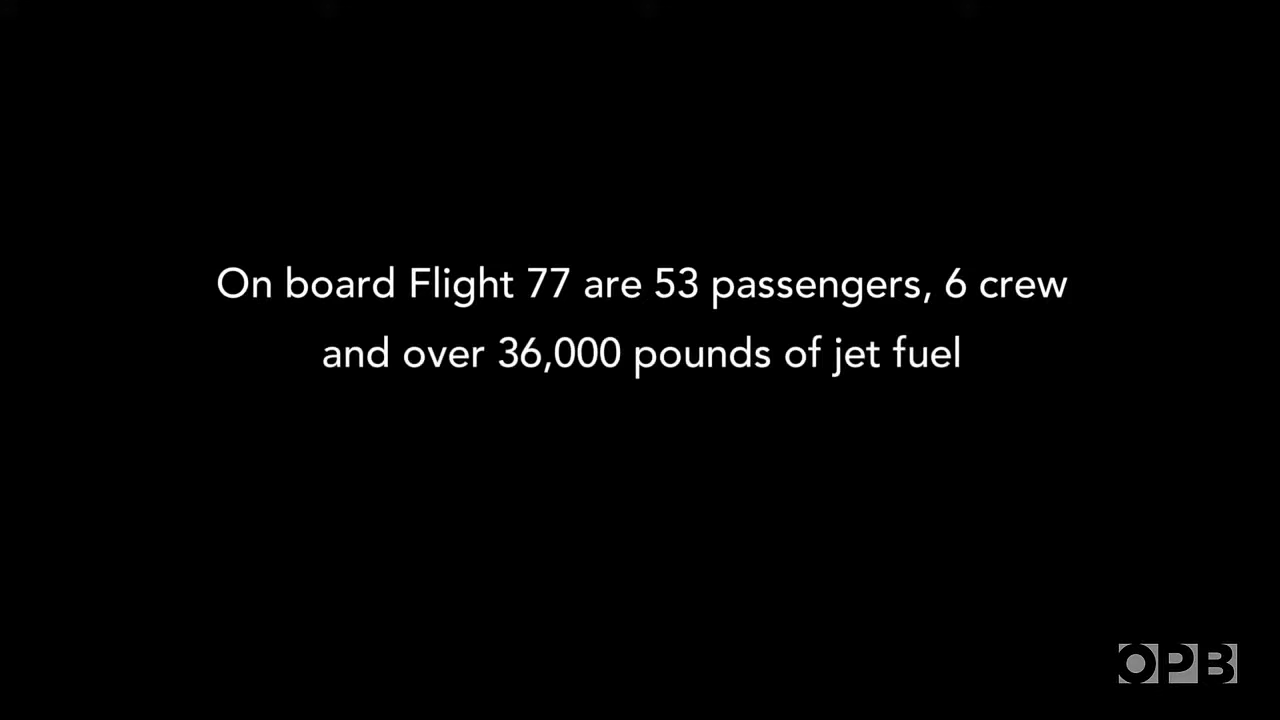 On board Flight 77 are 53 passengers, 6 crew
and over 36,000 pounds of jet fuel
OPB